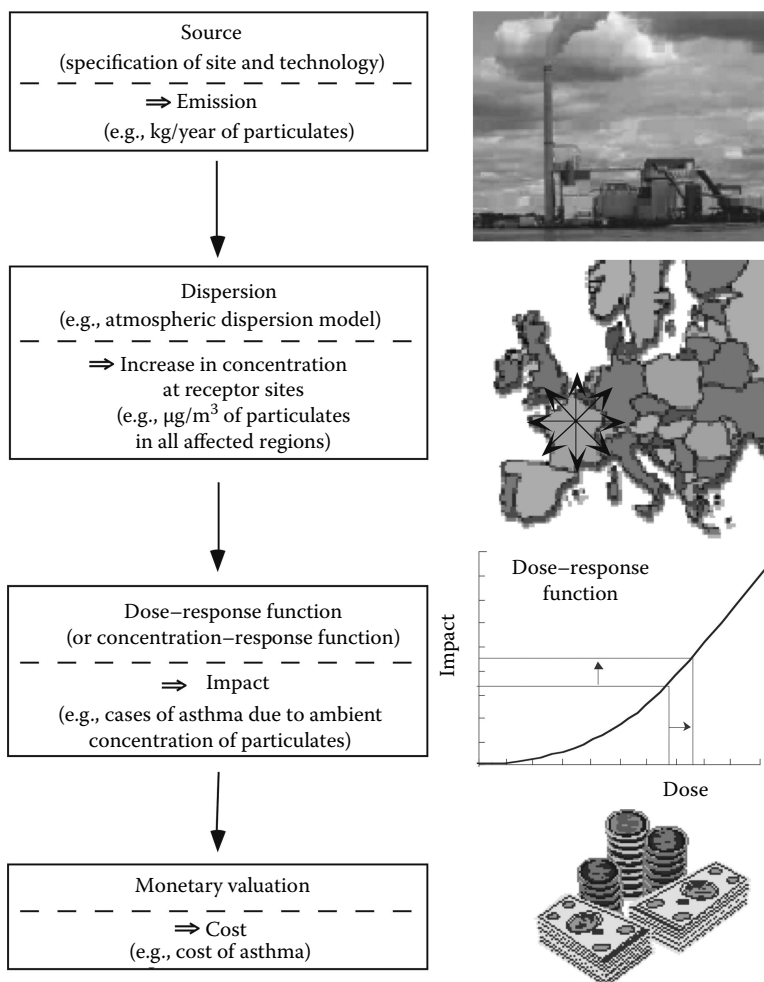 Source
(specification of site and technology)
⇒ Emission
(e.g., kg/year of particulates)
Dispersion
(e.g., atmospheric dispersion model)
⇒ Increase in concentration
at receptor sites
(e.g., μg/m³ of particulates
in all affected regions)
Dose–response function
(or concentration–response function)
⇒ Impact
(e.g., cases of asthma due to ambient
concentration of particulates)
Dose–response
function
Impact
Dose
Monetary valuation
⇒ Cost
(e.g., cost of asthma)